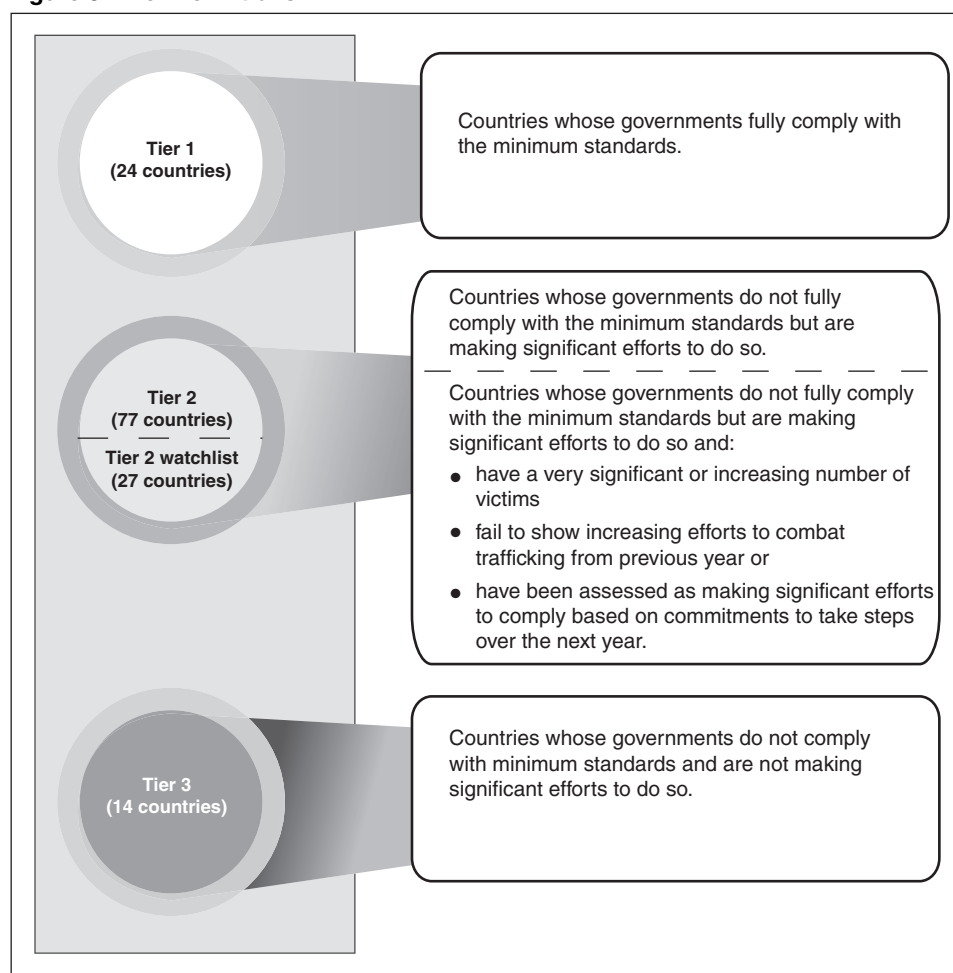 Tier 1
(24 countries)
Countries whose governments fully comply with
the minimum standards.
Tier 2
(77 countries)
Tier 2 watchlist
(27 countries)
Countries whose governments do not fully
comply with the minimum standards but are
making significant efforts to do so.
Countries whose governments do not fully comply
with the minimum standards but are making
significant efforts to do so and:
● have a very significant or increasing number of
victims
● fail to show increasing efforts to combat
trafficking from previous year or
● have been assessed as making significant efforts
to comply based on commitments to take steps
over the next year.
Tier 3
(14 countries)
Countries whose governments do not comply
with minimum standards and are not making
significant efforts to do so.